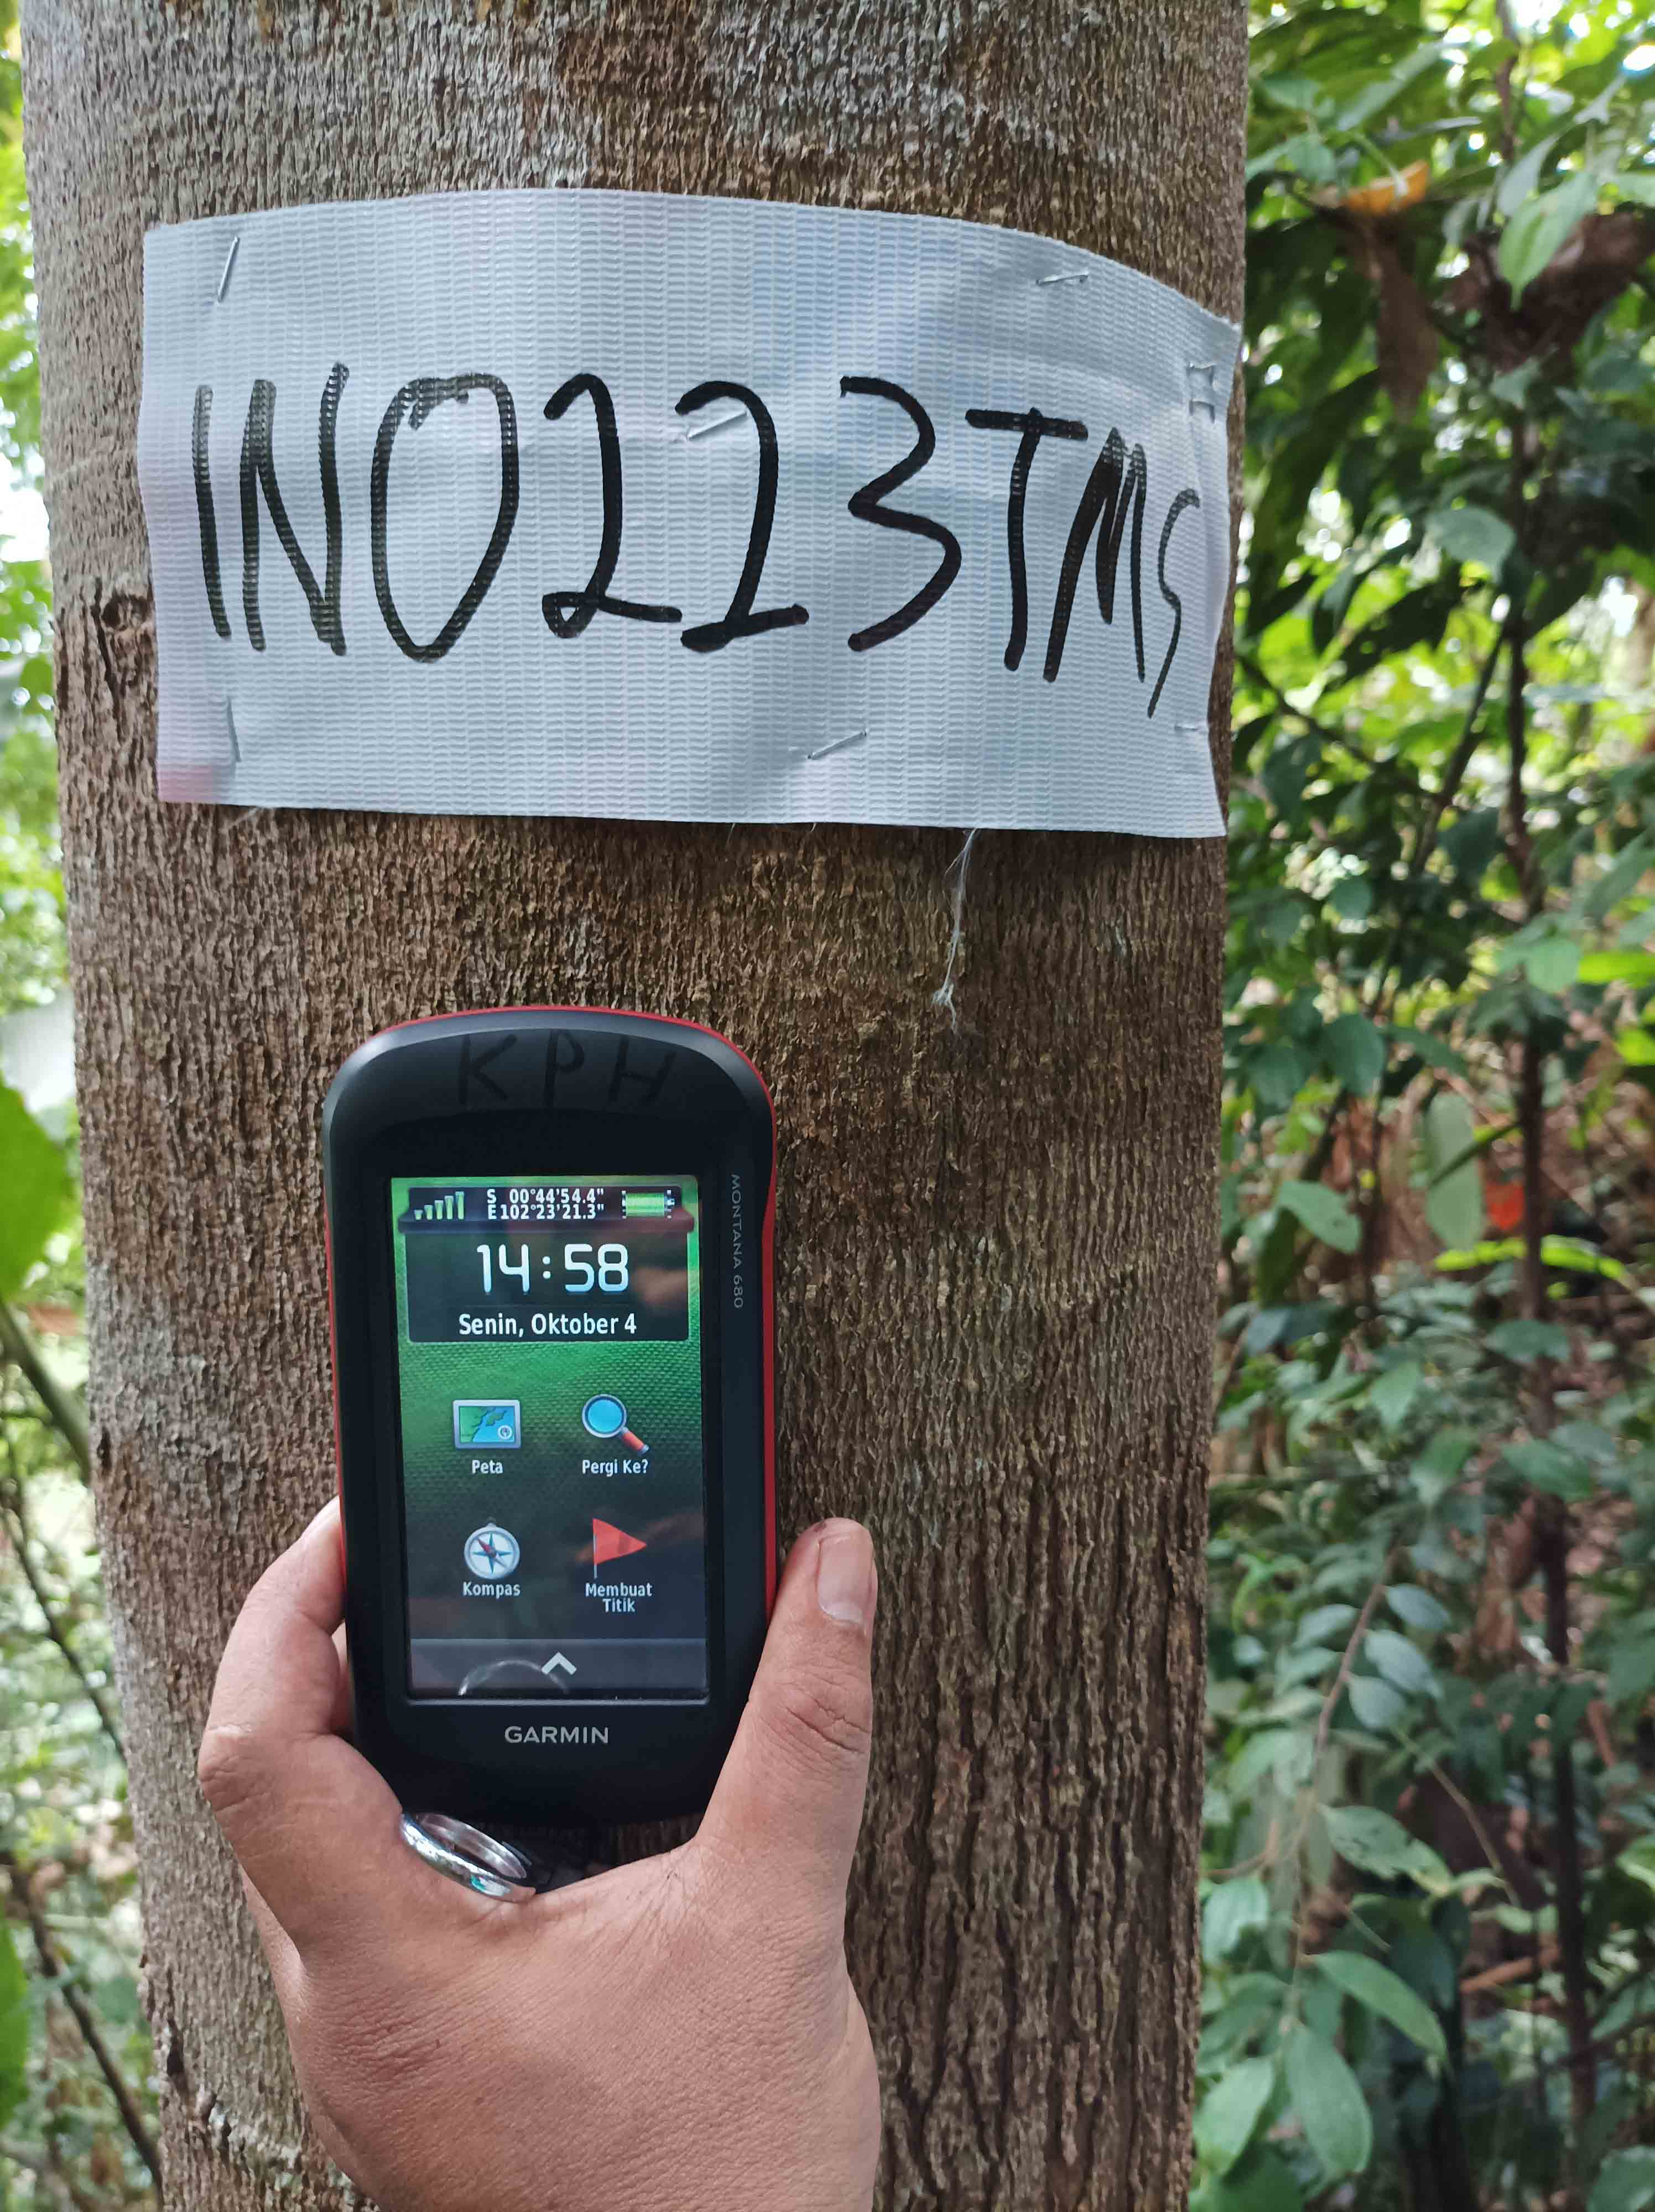 INO223TMS
KPH
MONTANA 680
S 00°44'54.4"
E102°23'21.3"
14:58
Senin, Oktober 4
Peta
Pergi Ke?
Kompas
Membuat
Titik
GARMIN